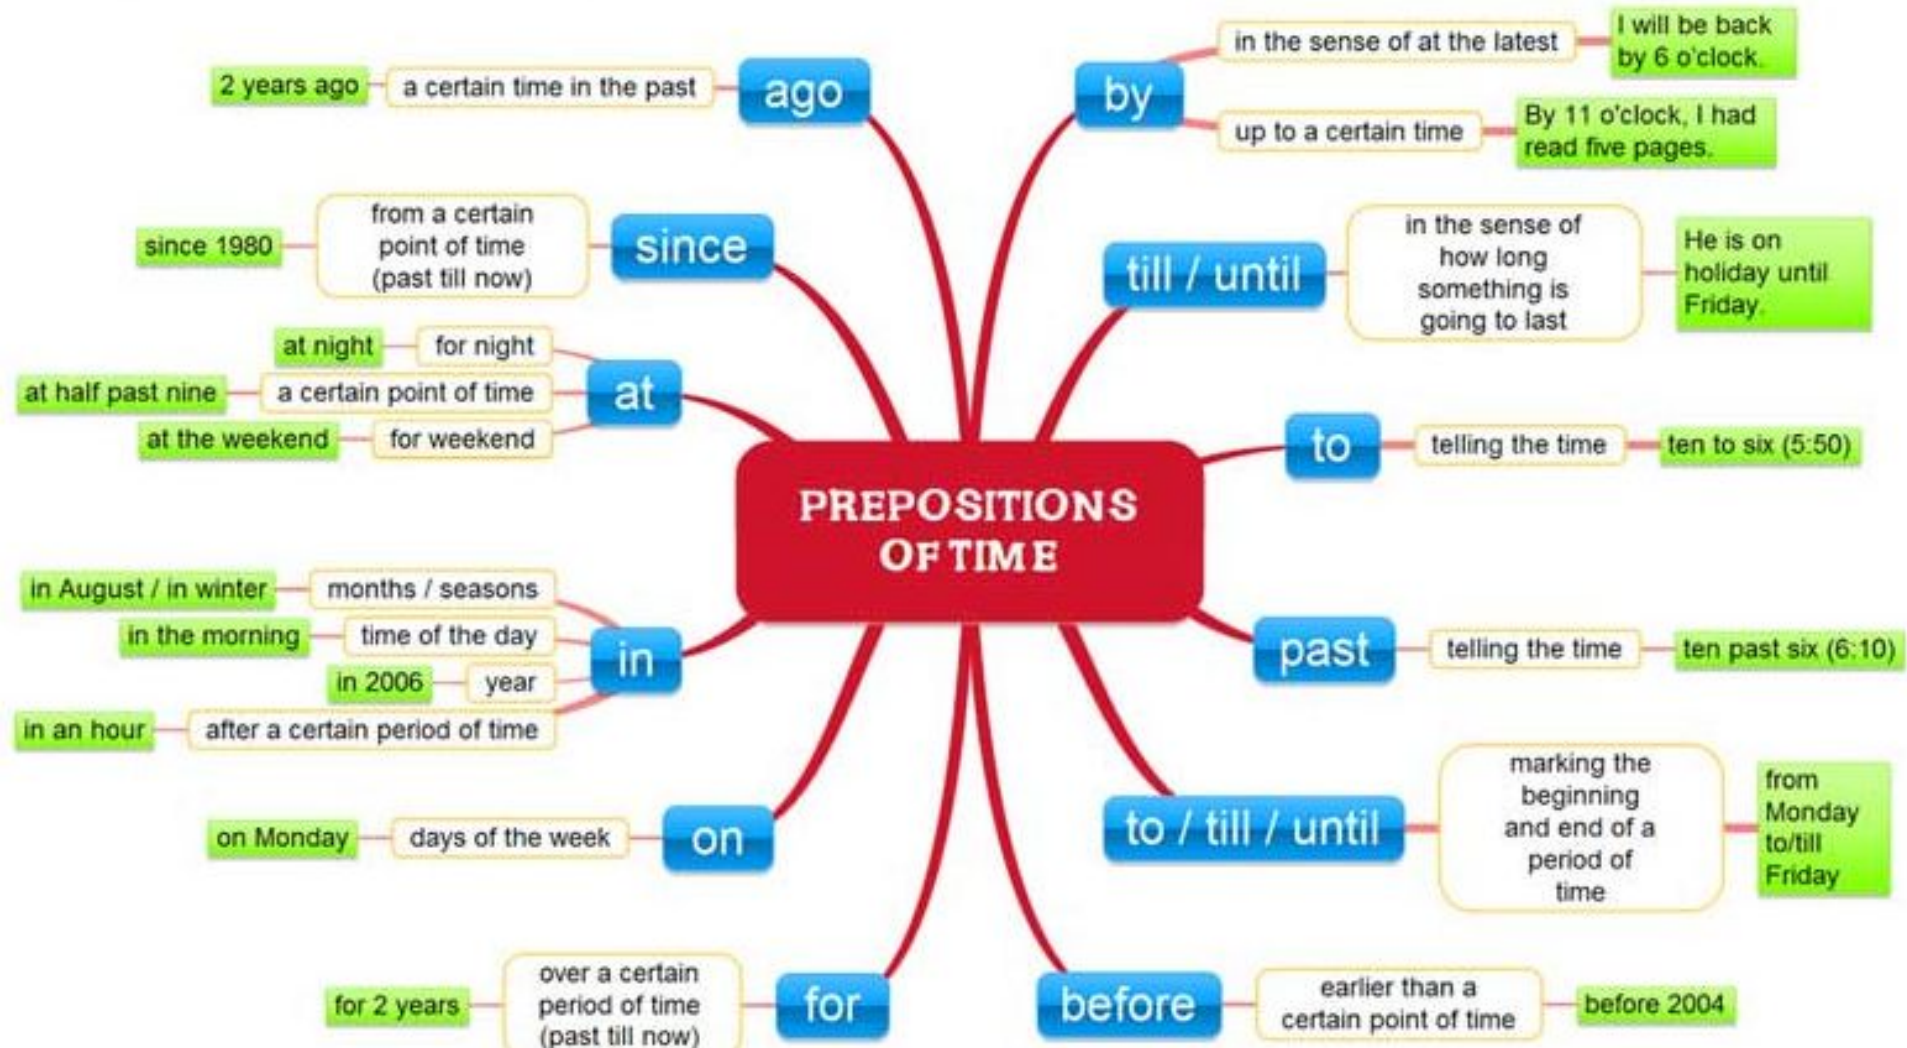 PREPOSITIONS
OF TIME
ago
a certain time in the past
2 years ago
since
from a certain
point of time
(past till now)
since 1980
at
for night
at night
a certain point of time
at half past nine
for weekend
at the weekend
in
months / seasons
in August / in winter
time of the day
in the morning
year
in 2006
after a certain period of time
in an hour
on
days of the week
on Monday
for
over a certain
period of time
(past till now)
for 2 years
by
in the sense of at the latest
I will be back
by 6 o'clock.
up to a certain time
By 11 o'clock, I had
read five pages.
till / until
in the sense of
how long
something is
going to last
He is on
holiday until
Friday.
to
telling the time
ten to six (5:50)
past
telling the time
ten past six (6:10)
to / till / until
marking the
beginning
and end of a
period of
time
from
Monday
to/till
Friday
before
earlier than a
certain point of time
before 2004